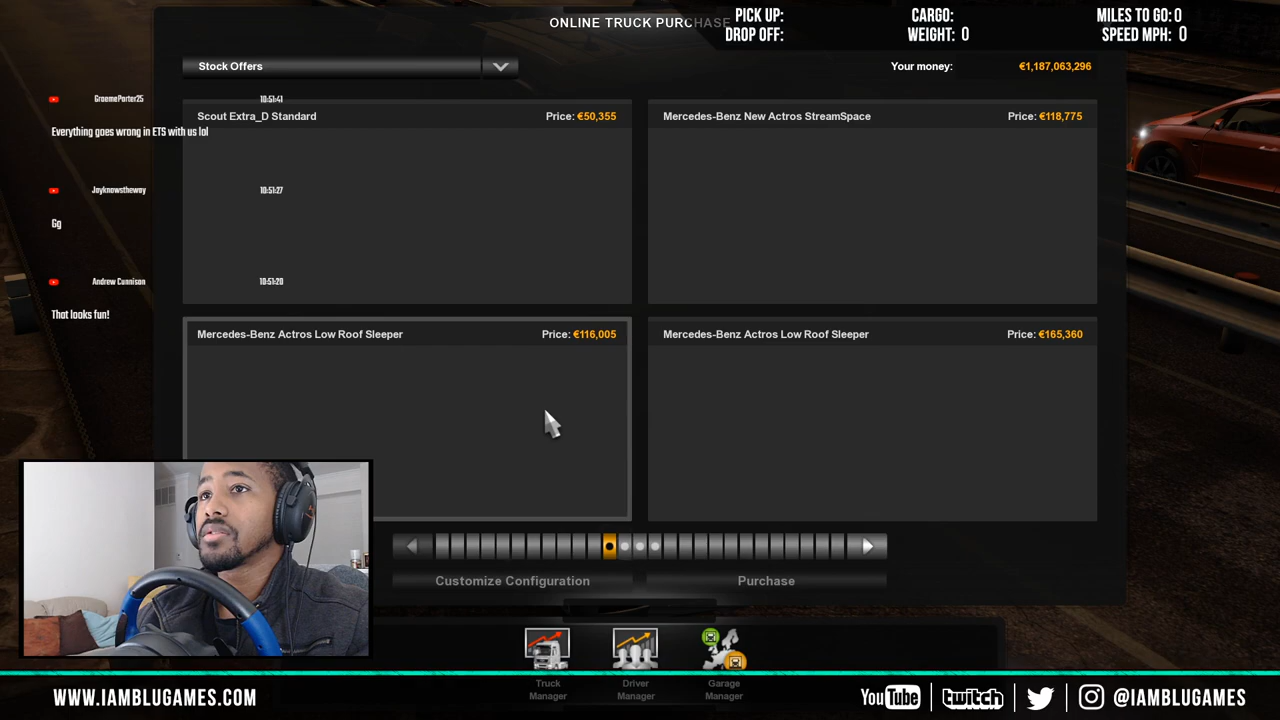 ONLINE TRUCK PURCHASE
PICK UP:
DROP OFF:
CARGO:
WEIGHT: 0
MILES TO GO: 0
SPEED MPH: 0
Stock Offers
Your money: €1,187,063,296
GraemePorter25 10:51:41
Everything goes wrong in ETS with us lol
Jayknowstheway 10:51:27
Gg
Andrew Cunnison 10:51:20
That looks fun!
Scout Extra_D Standard Price: €50,355
Mercedes-Benz New Actros StreamSpace Price: €118,775
Mercedes-Benz Actros Low Roof Sleeper Price: €116,005
Mercedes-Benz Actros Low Roof Sleeper Price: €165,360
Customize Configuration
Purchase
Truck
Manager
Driver
Manager
Garage
Manager
WWW.IAMBLUGAMES.COM
YouTube twitch @IAMBLUGAMES